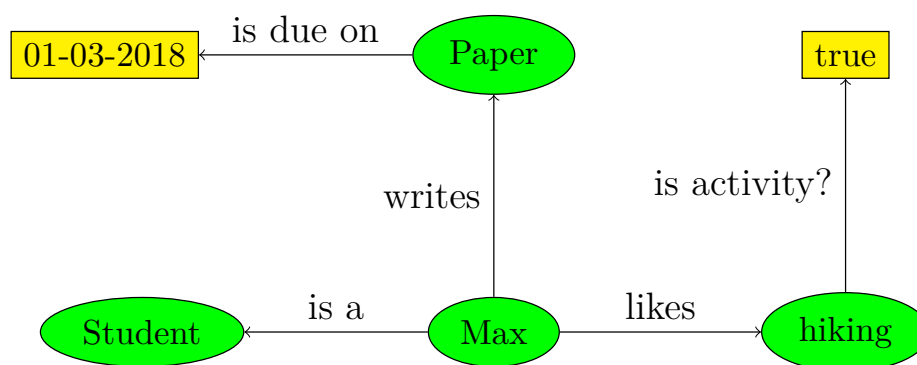 is due on
01-03-2018
Paper
true
writes
is activity?
is a
likes
Student
Max
hiking